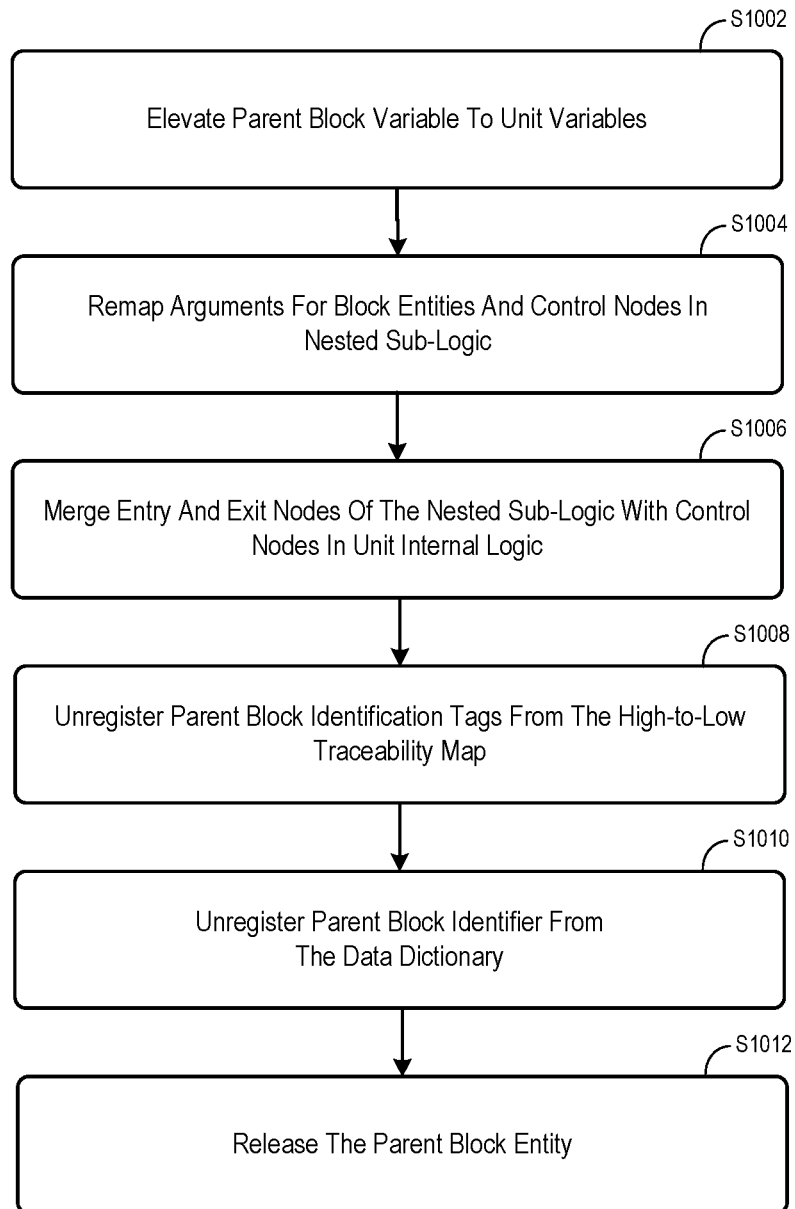 S1002
Elevate Parent Block Variable To Unit Variables
S1004
Remap Arguments For Block Entities And Control Nodes In
Nested Sub-Logic
S1006
Merge Entry And Exit Nodes Of The Nested Sub-Logic With Control
Nodes In Unit Internal Logic
S1008
Unregister Parent Block Identification Tags From The High-to-Low
Traceability Map
S1010
Unregister Parent Block Identifier From
The Data Dictionary
S1012
Release The Parent Block Entity